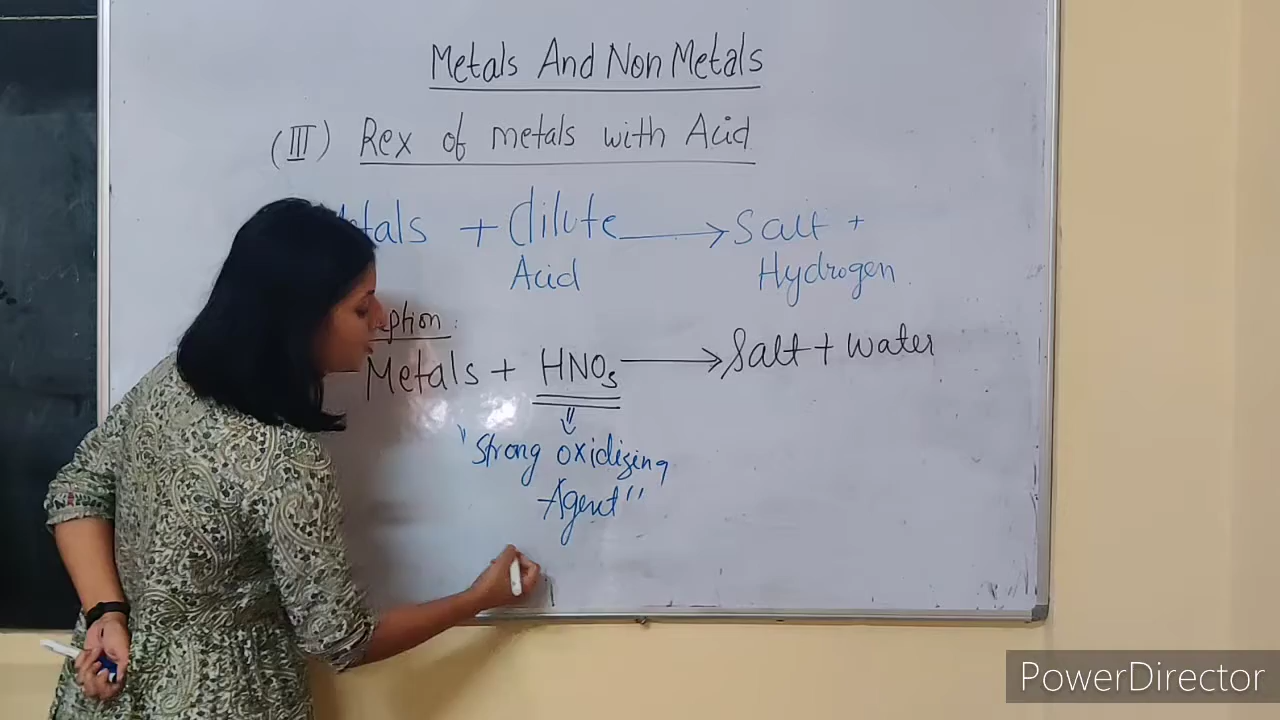 Metals And Non Metals
(III) Rex of metals with Acid
+ dilute → Salt +
Acid Hydrogen
Metals + HNO3 → Salt + water
"Strong oxidizing
Agent"
PowerDirector